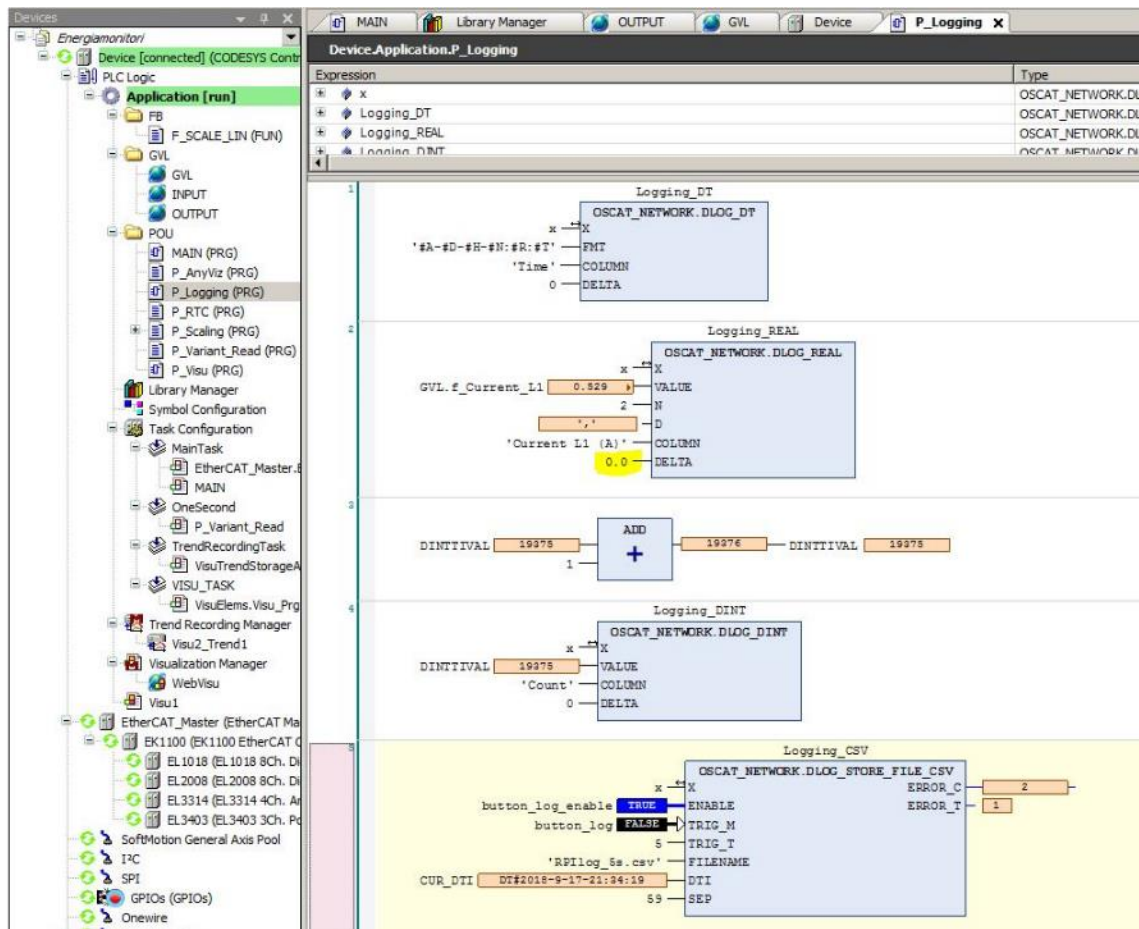 Devices
Energiamonitori
Device [connected] (CODESYS Contr
PLC Logic
Application [run]
FB
F_SCALE_LIN (FUN)
GVL
GVL
INPUT
OUTPUT
POU
MAIN (PRG)
P_AnyViz (PRG)
P_Logging (PRG)
P_RTC (PRG)
P_Scaling (PRG)
P_Variant_Read (PRG)
P_Visu (PRG)
Library Manager
Symbol Configuration
Task Configuration
MainTask
EtherCAT_Master.E
MAIN
OneSecond
P_Variant_Read
TrendRecordingTask
VisuTrendStorageA
VISU_TASK
VisuElems.Visu_Prg
Trend Recording Manager
Visu2_Trend1
Visualization Manager
WebVisu
Visu1
EtherCAT_Master (EtherCAT Ma
EK1100 (EK1100 EtherCAT C
EL1018 (EL1018 8Ch. Di
EL2008 (EL2008 8Ch. Di
EL3314 (EL3314 4Ch. Ar
EL3403 (EL3403 3Ch. Po
SoftMotion General Axis Pool
I²C
SPI
GPIOs (GPIOs)
Onewire
MAIN Library Manager OUTPUT GVL Device P_Logging
Device.Application.P_Logging
Expression Type
x OSCAT_NETWORK.DL
Logging_DT OSCAT_NETWORK.DL
Logging_REAL OSCAT_NETWORK.DL
Logging_DINT OSCAT_NETWORK.DL
1
Logging_DT
OSCAT_NETWORK.DLOG_DT
x X
'#A-#D-#H-#N:#R:#T' FMT
'Time' COLUMN
0 DELTA
2
Logging_REAL
OSCAT_NETWORK.DLOG_REAL
x X
GVL.f_Current_L1 0.529 VALUE
2 N
',' D
'Current L1 (A)' COLUMN
0.0 DELTA
3
ADD
DINTTIVAL 19375 + 19376 DINTTIVAL 19375
1
4
Logging_DINT
OSCAT_NETWORK.DLOG_DINT
x X
DINTTIVAL 19375 VALUE
'Count' COLUMN
0 DELTA
5
Logging_CSV
OSCAT_NETWORK.DLOG_STORE_FILE_CSV
x X ERROR_C 2
button_log_enable TRUE ENABLE ERROR_T 1
button_log FALSE TRIG_M
5 TRIG_T
'RPIlog_5s.csv' FILENAME
CUR_DTI DT#2018-9-17-21:34:19 DTI
59 SEP